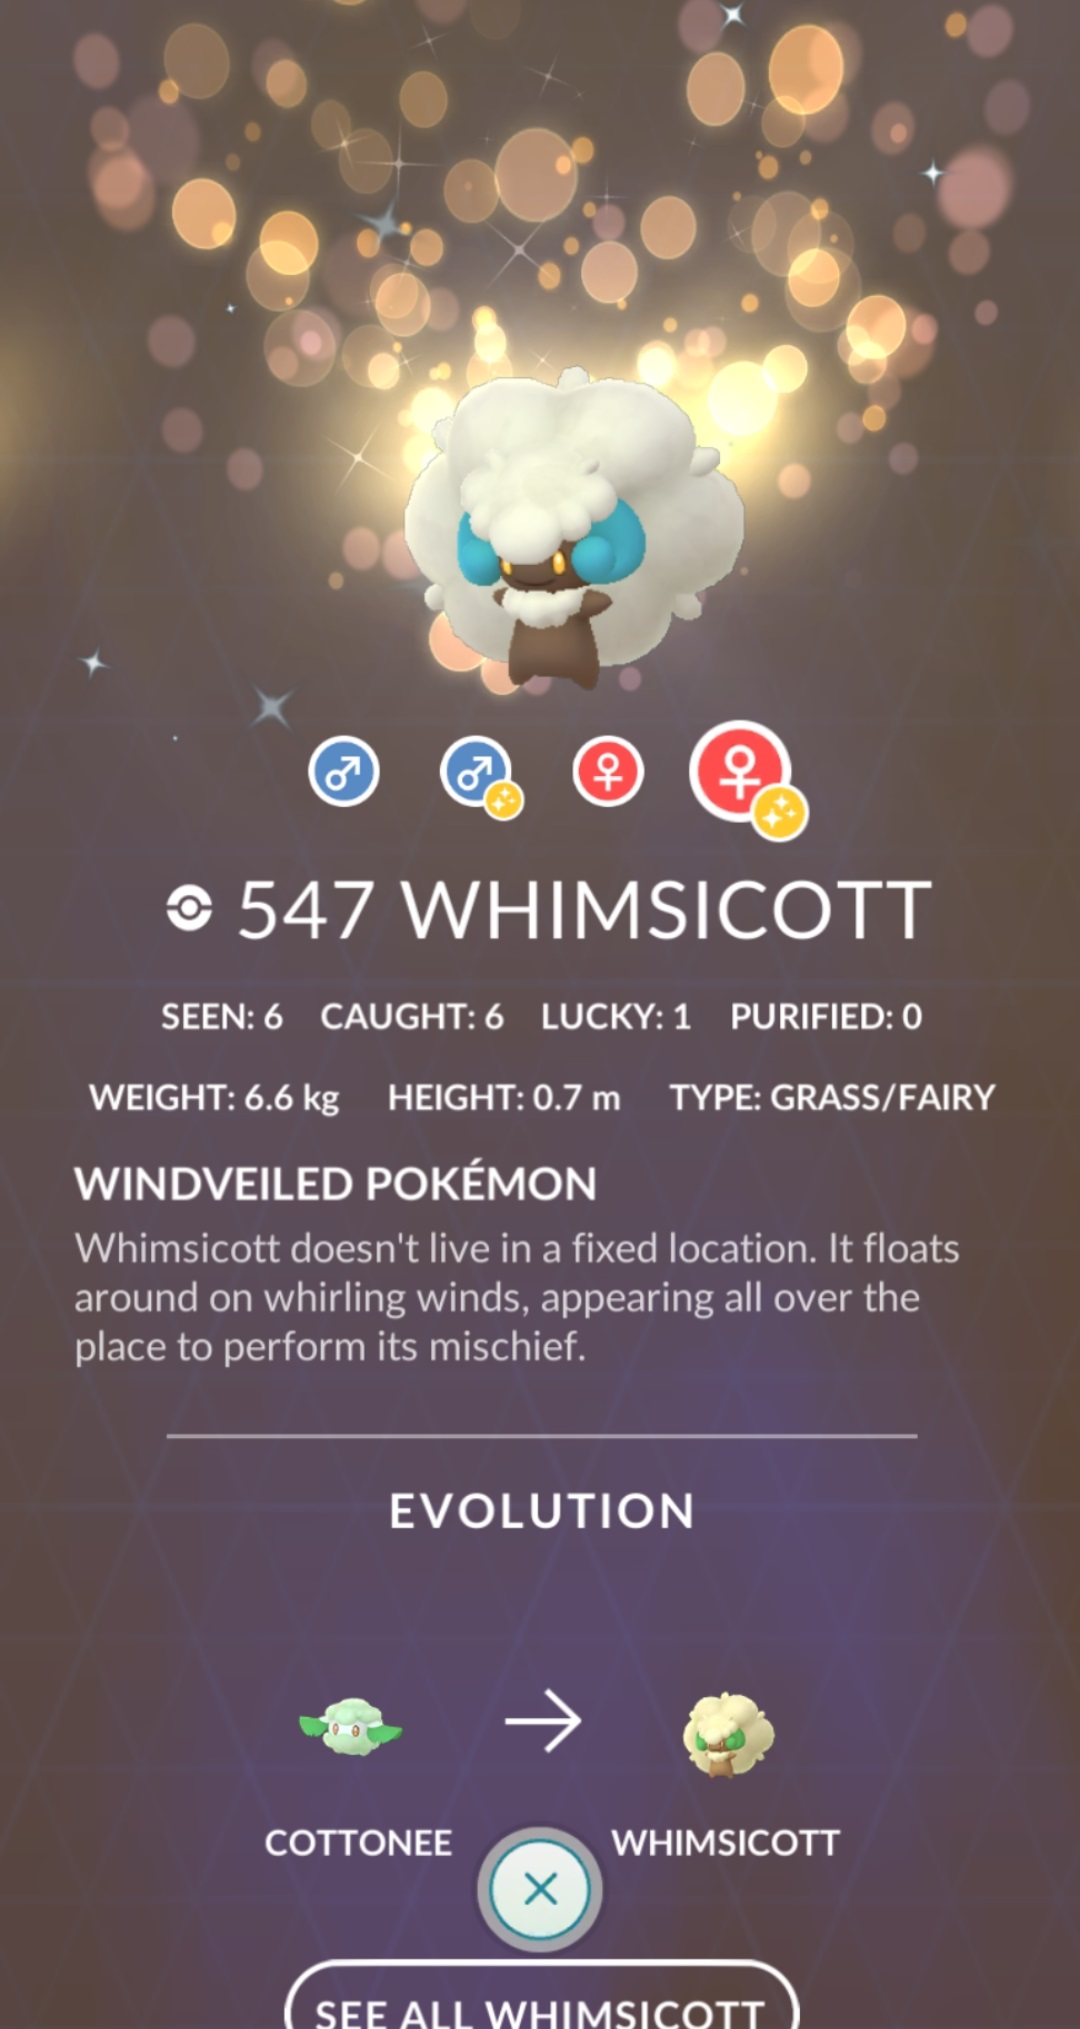 547 WHIMSICOTT
SEEN: 6 CAUGHT: 6 LUCKY: 1 PURIFIED: 0
WEIGHT: 6.6 kg HEIGHT: 0.7 m TYPE: GRASS/FAIRY
WINDVEILED POKÉMON
Whimsicott doesn't live in a fixed location. It floats
around on whirling winds, appearing all over the
place to perform its mischief.
EVOLUTION
COTTONEE WHIMSICOTT
SEE ALL WHIMSICOTT